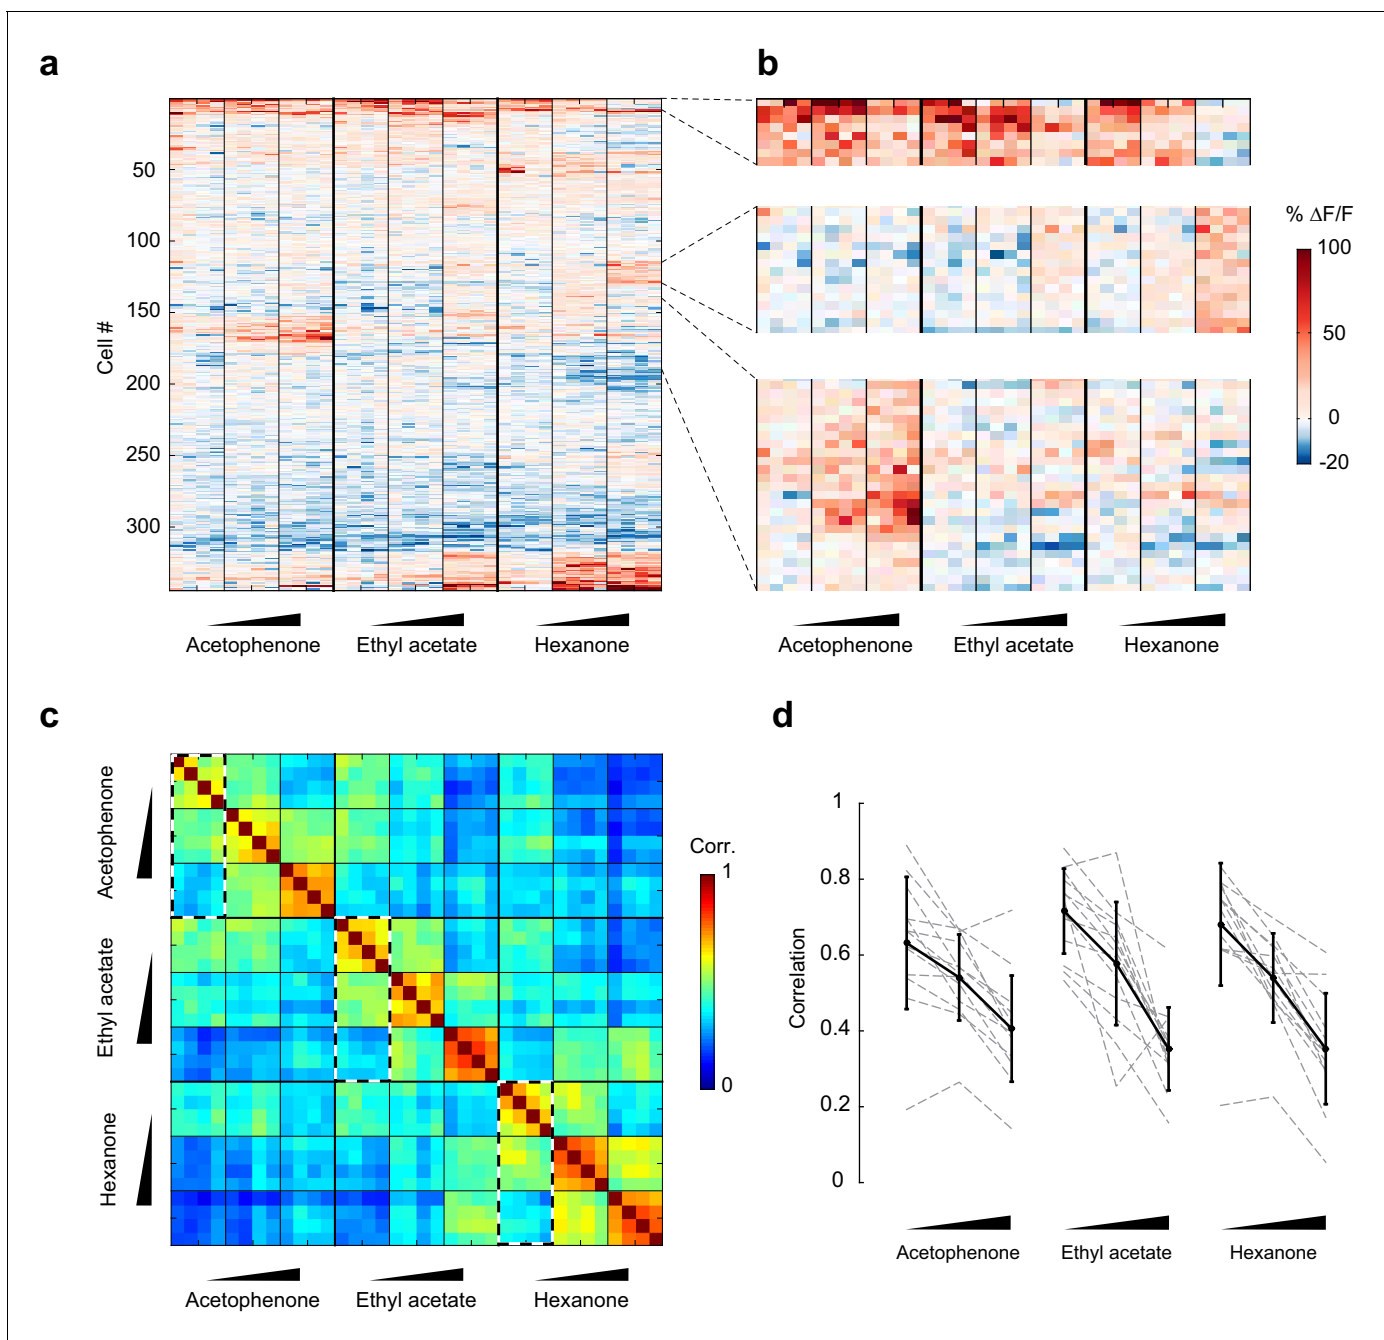 a
b
50
100
150
200
250
300
Cell #
Acetophenone Ethyl acetate Hexanone
Acetophenone Ethyl acetate Hexanone
% ΔF/F
100
50
0
-20
c
d
Acetophenone
Ethyl acetate
Hexanone
Corr.
1
0
Acetophenone Ethyl acetate Hexanone
1
0.8
0.6
0.4
0.2
0
Correlation
Acetophenone Ethyl acetate Hexanone